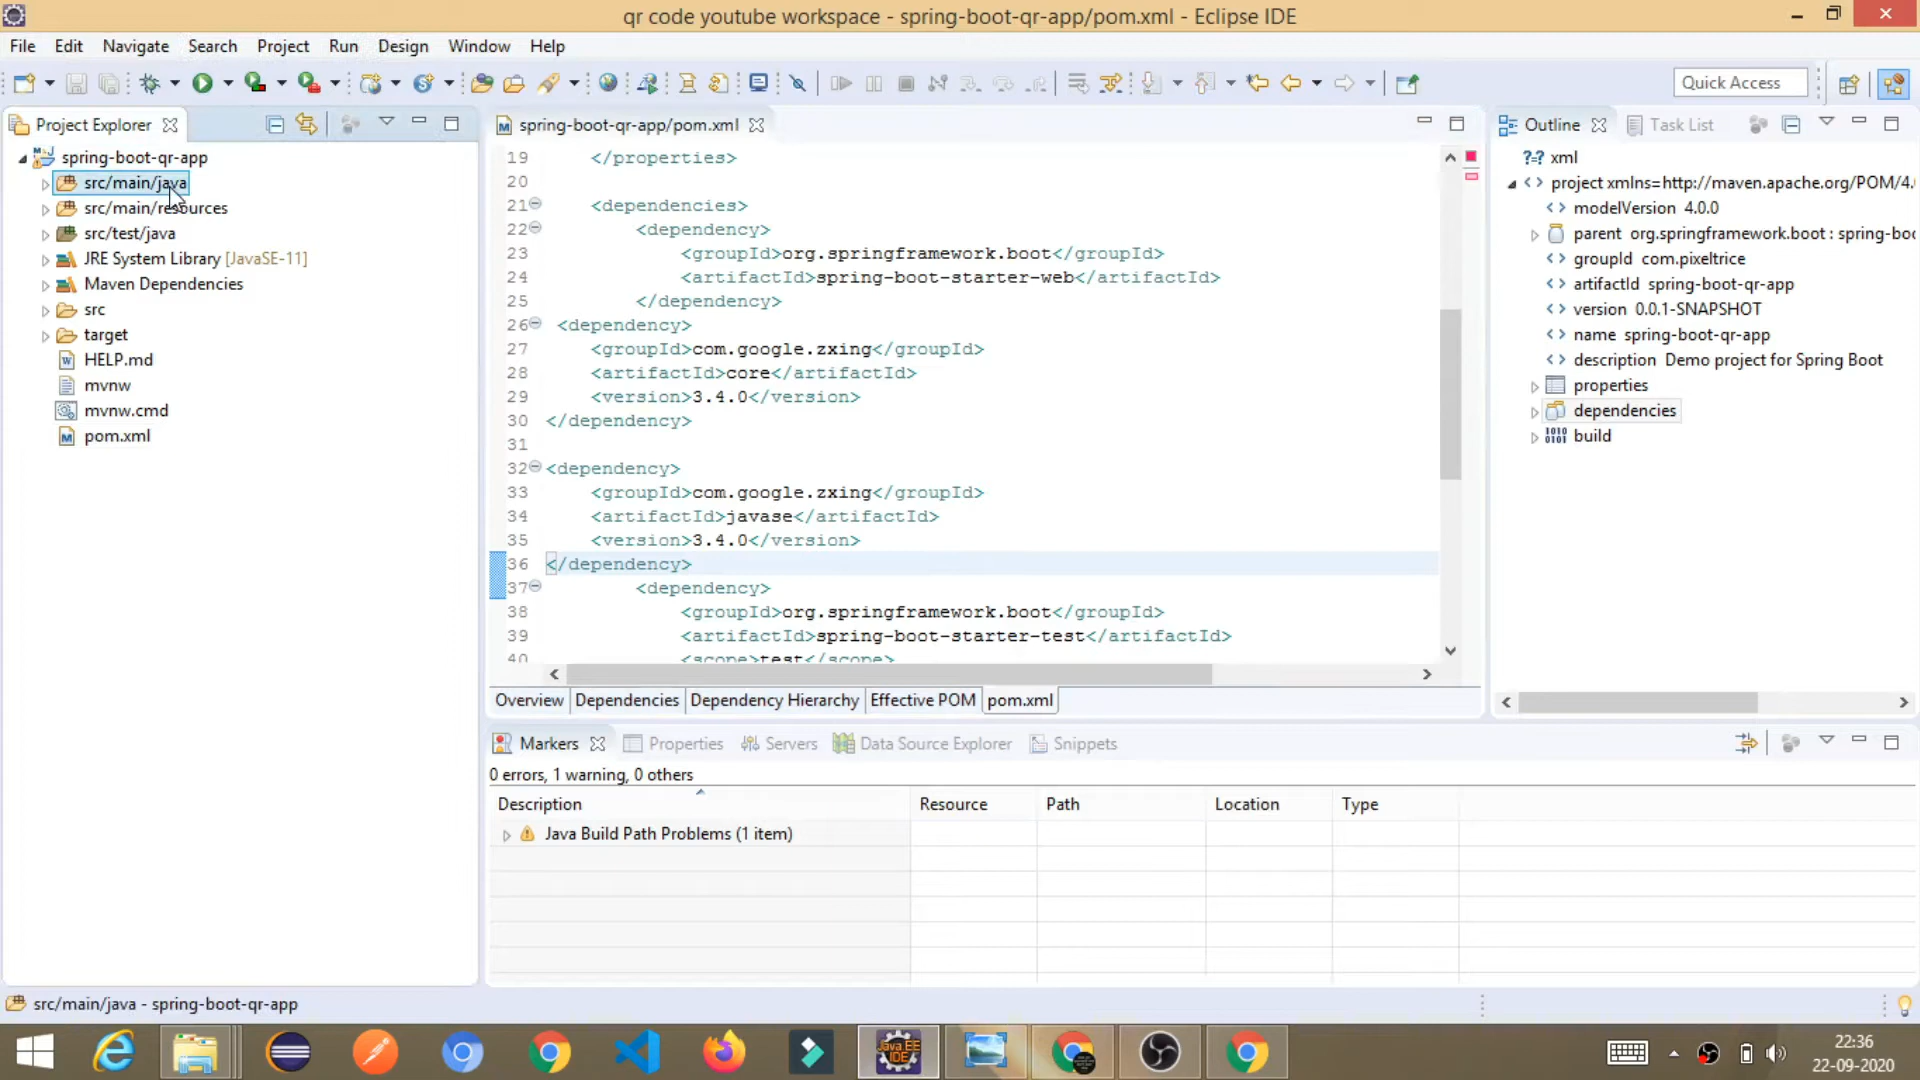 qr code youtube workspace - spring-boot-qr-app/pom.xml - Eclipse IDE
File Edit Navigate Search Project Run Design Window Help
Quick Access
Project Explorer
spring-boot-qr-app
src/main/java
src/main/resources
src/test/java
JRE System Library [JavaSE-11]
Maven Dependencies
src
target
HELP.md
mvnw
mvnw.cmd
pom.xml
spring-boot-qr-app/pom.xml
19 </properties>
20
21 <dependencies>
22 <dependency>
23 <groupId>org.springframework.boot</groupId>
24 <artifactId>spring-boot-starter-web</artifactId>
25 </dependency>
26 <dependency>
27 <groupId>com.google.zxing</groupId>
28 <artifactId>core</artifactId>
29 <version>3.4.0</version>
30 </dependency>
31
32 <dependency>
33 <groupId>com.google.zxing</groupId>
34 <artifactId>javase</artifactId>
35 <version>3.4.0</version>
36 </dependency>
37 <dependency>
38 <groupId>org.springframework.boot</groupId>
39 <artifactId>spring-boot-starter-test</artifactId>
40 <scope>test</scope>
Overview Dependencies Dependency Hierarchy Effective POM pom.xml
Outline Task List
?-? xml
project xmlns=http://maven.apache.org/POM/4.
modelVersion 4.0.0
parent org.springframework.boot : spring-boo
groupId com.pixeltrice
artifactId spring-boot-qr-app
version 0.0.1-SNAPSHOT
name spring-boot-qr-app
description Demo project for Spring Boot
properties
dependencies
build
Markers Properties Servers Data Source Explorer Snippets
0 errors, 1 warning, 0 others
Description Resource Path Location Type
Java Build Path Problems (1 item)
src/main/java - spring-boot-qr-app
Java EE
IDE
22:36
22-09-2020